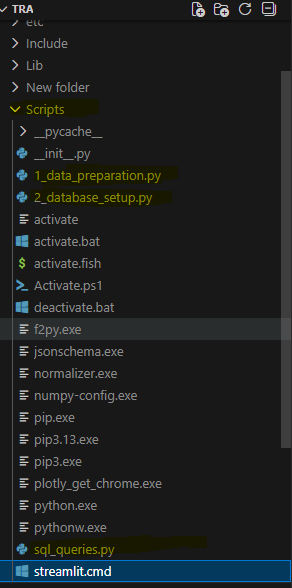 TRA
etc
Include
Lib
New folder
Scripts
__pycache__
__init__.py
1_data_preparation.py
2_database_setup.py
activate
activate.bat
$ activate.fish
Activate.ps1
deactivate.bat
f2py.exe
jsonschema.exe
normalizer.exe
numpy-config.exe
pip.exe
pip3.13.exe
pip3.exe
plotly_get_chrome.exe
python.exe
pythonw.exe
sql_queries.py
streamlit.cmd